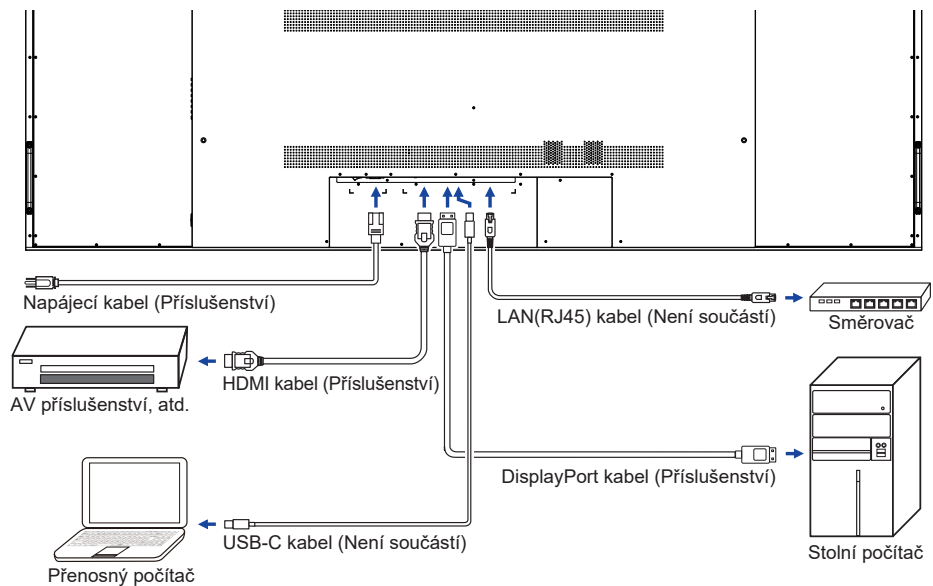 Napájecí kabel (Příslušenství)
LAN(RJ45) kabel (Není součástí)
Směrovač
HDMI kabel (Příslušenství)
AV příslušenství, atd.
DisplayPort kabel (Příslušenství)
USB-C kabel (Není součástí)
Stolní počítač
Přenosný počítač